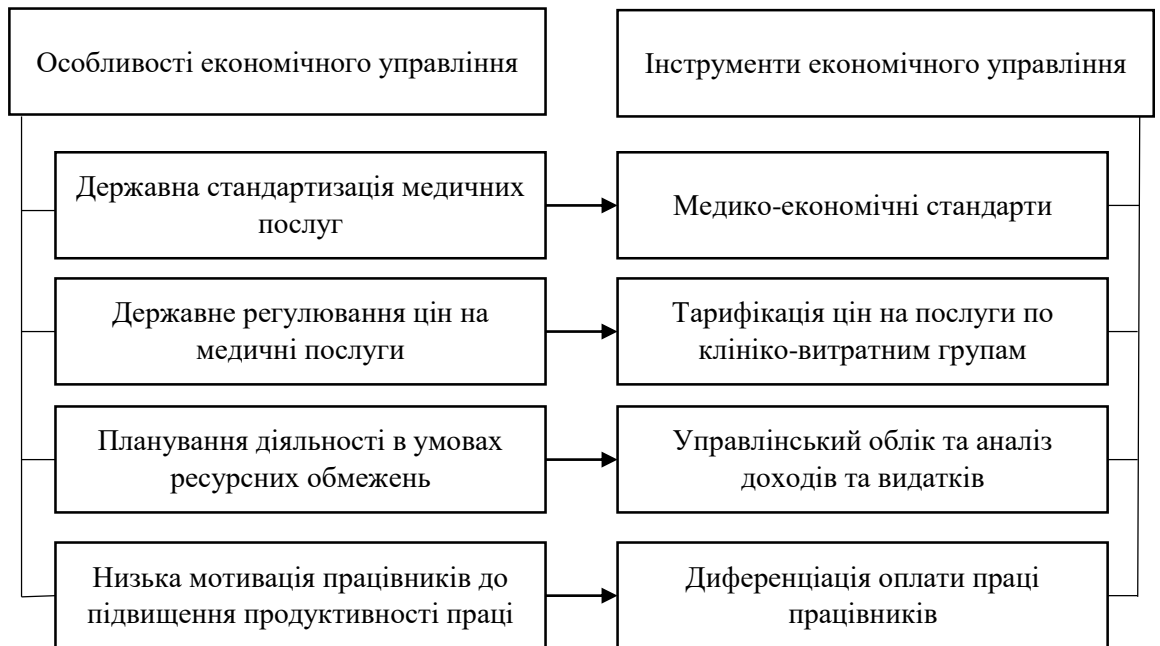 Особливості економічного управління
Інструменти економічного управління
Державна стандартизація медичних
послуг
Медико-економічні стандарти
Державне регулювання цін на
медичні послуги
Тарифікація цін на послуги по
клініко-витратним групам
Планування діяльності в умовах
ресурсних обмежень
Управлінський облік та аналіз
доходів та видатків
Низька мотивація працівників до
підвищення продуктивності праці
Диференціація оплати праці
працівників